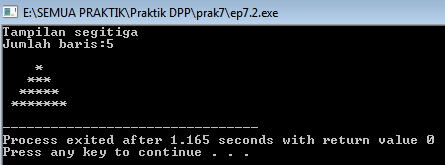 E:\SEMUA PRAKTIK\Praktik DPP\prak7\ep7.2.exe
Tampilan segitiga
Jumlah baris:5
*
***
*****
*******
--------------------------------
Process exited after 1.165 seconds with return value 0
Press any key to continue . . .